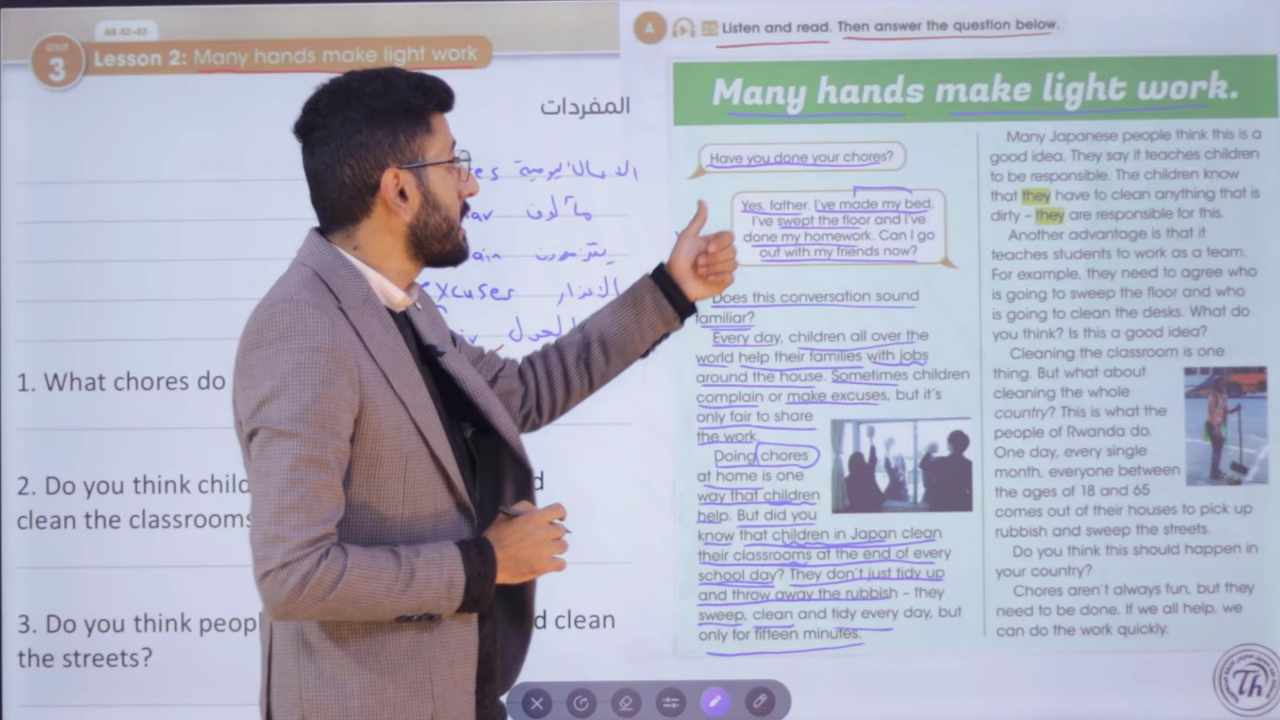 AB 42-43
Unit
3
Lesson 2: Many hands make light work
المفردات
الاعمال اليومية
مألوف
يتذمرون
excuses الاعذار
1. What chores do
2. Do you think child
clean the classrooms
3. Do you think peopl d clean
the streets?
A Listen and read. Then answer the question below.
Many hands make light work.
Have you done your chores?
Yes, father. I've made my bed,
I've swept the floor and I've
done my homework. Can I go
out with my friends now?
Does this conversation sound
familiar?
Every day, children all over the
world help their families with jobs
around the house. Sometimes children
complain or make excuses, but it's
only fair to share
the work.
Doing chores
at home is one
way that children
help. But did you
know that children in Japan clean
their classrooms at the end of every
school day? They don't just tidy up
and throw away the rubbish – they
sweep, clean and tidy every day, but
only for fifteen minutes.
Many Japanese people think this is a
good idea. They say it teaches children
to be responsible. The children know
that they have to clean anything that is
dirty – they are responsible for this.
Another advantage is that it
teaches students to work as a team.
For example, they need to agree who
is going to sweep the floor and who
is going to clean the desks. What do
you think? Is this a good idea?
Cleaning the classroom is one
thing. But what about
cleaning the whole
country? This is what the
people of Rwanda do.
One day, every single
month, everyone between
the ages of 18 and 65
comes out of their houses to pick up
rubbish and sweep the streets.
Do you think this should happen in
your country?
Chores aren't always fun, but they
need to be done. If we all help, we
can do the work quickly.
Th